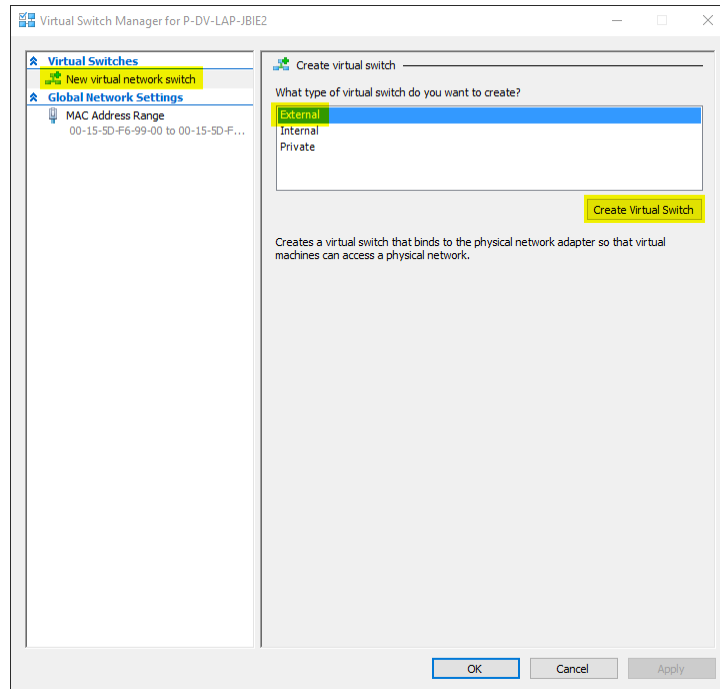 Virtual Switch Manager for P-DV-LAP-JBIE2
Virtual Switches
New virtual network switch
Global Network Settings
MAC Address Range
00-15-5D-F6-99-00 to 00-15-5D-F...
Create virtual switch
What type of virtual switch do you want to create?
External
Internal
Private
Create Virtual Switch
Creates a virtual switch that binds to the physical network adapter so that virtual
machines can access a physical network.
OK
Cancel
Apply